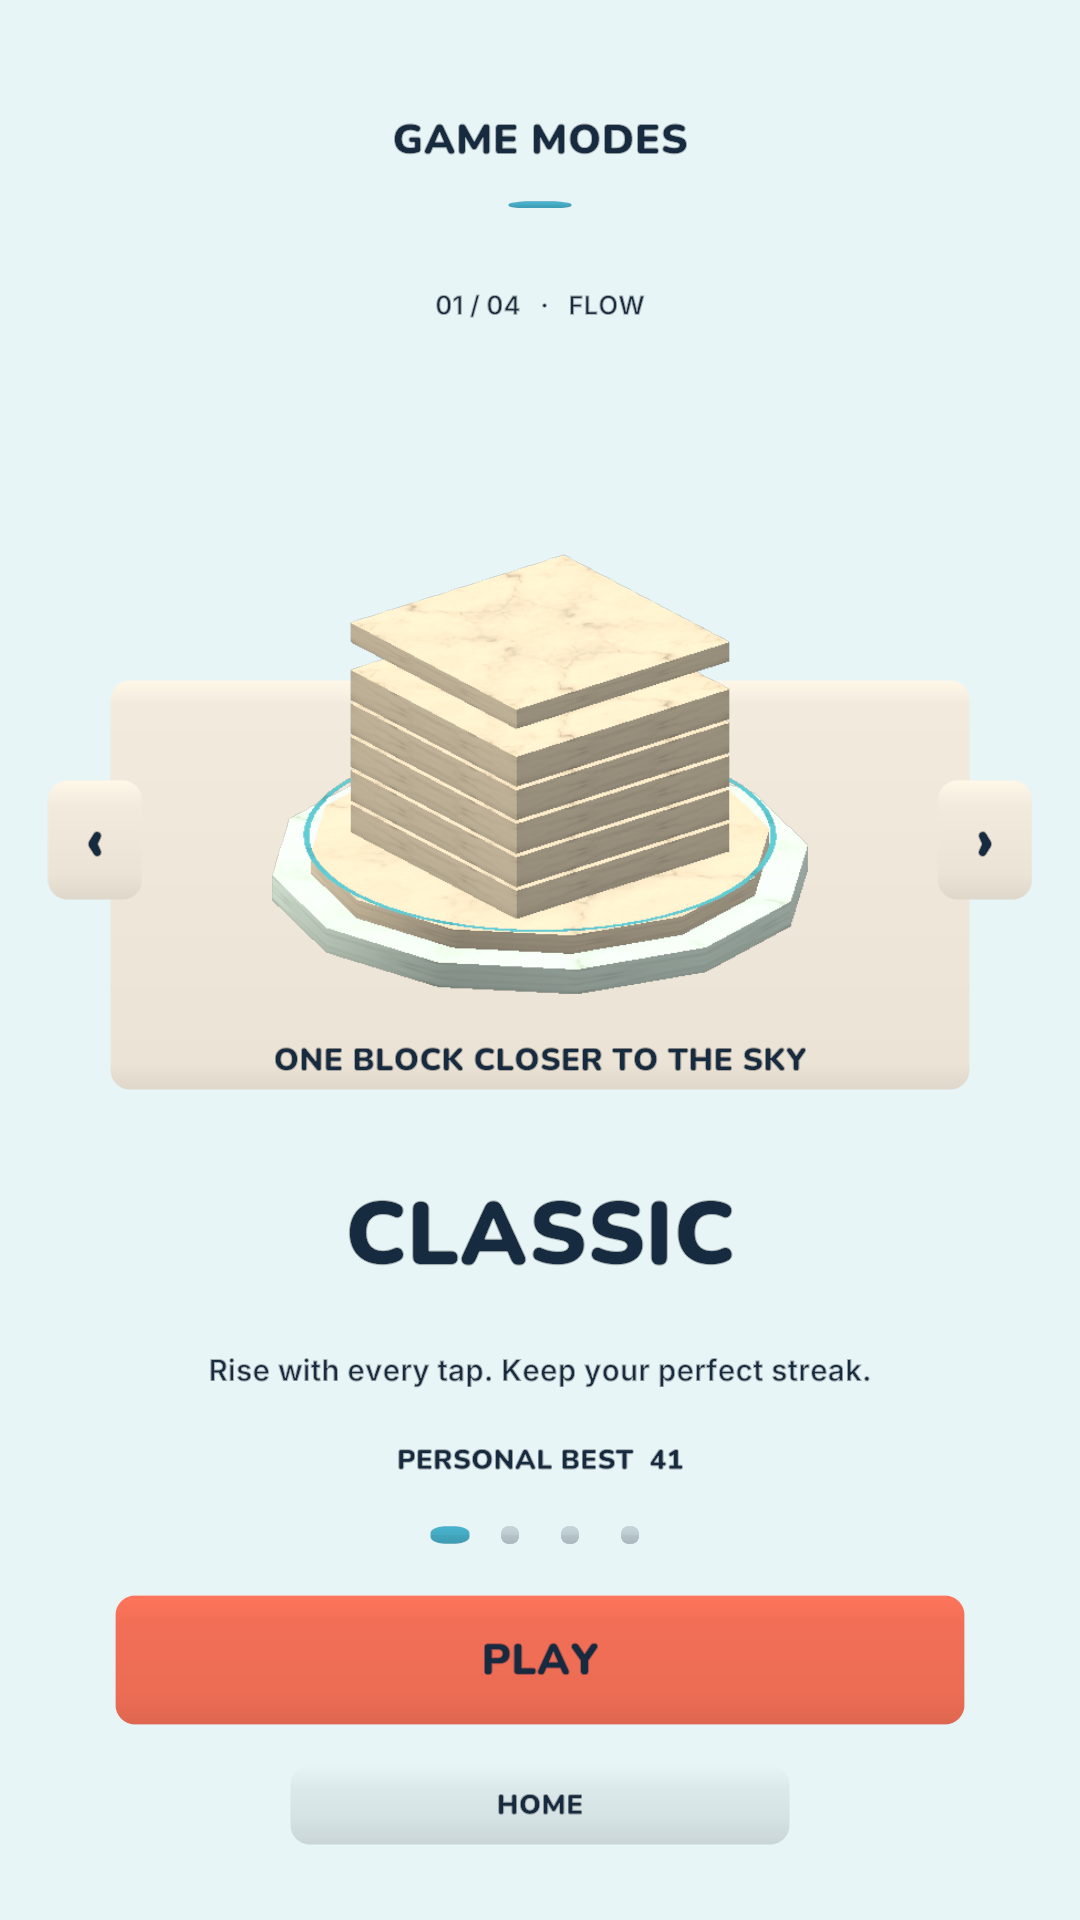 GAME MODES
01 / 04 · FLOW
‹ ›
ONE BLOCK CLOSER TO THE SKY
CLASSIC
Rise with every tap. Keep your perfect streak.
PERSONAL BEST 41
PLAY
HOME